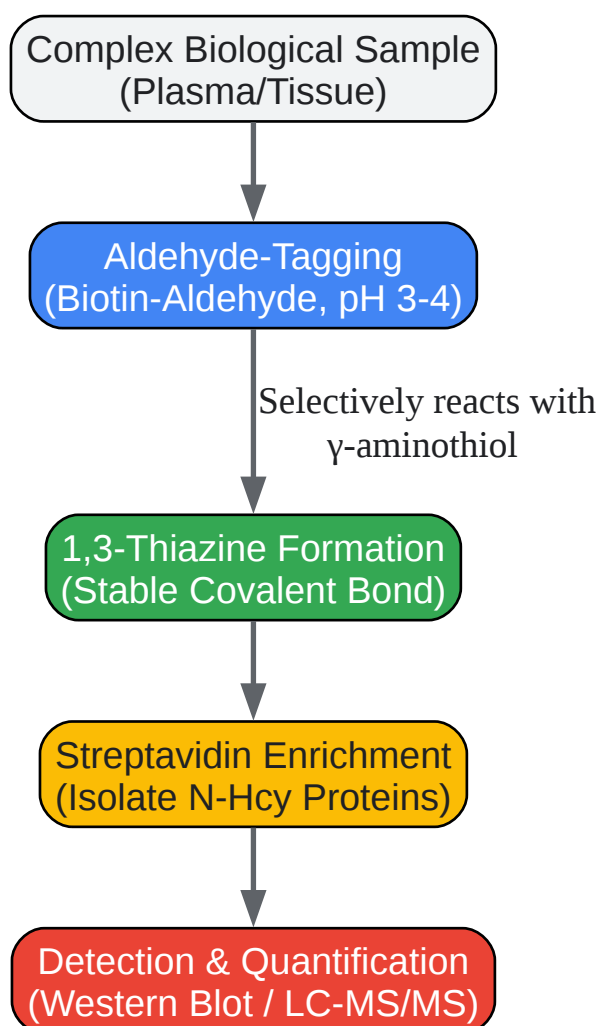 Complex Biological Sample
(Plasma/Tissue)
Aldehyde-Tagging
(Biotin-Aldehyde, pH 3-4)
Selectively reacts with
γ-aminothiol
1,3-Thiazine Formation
(Stable Covalent Bond)
Streptavidin Enrichment
(Isolate N-Hcy Proteins)
Detection & Quantification
(Western Blot / LC-MS/MS)